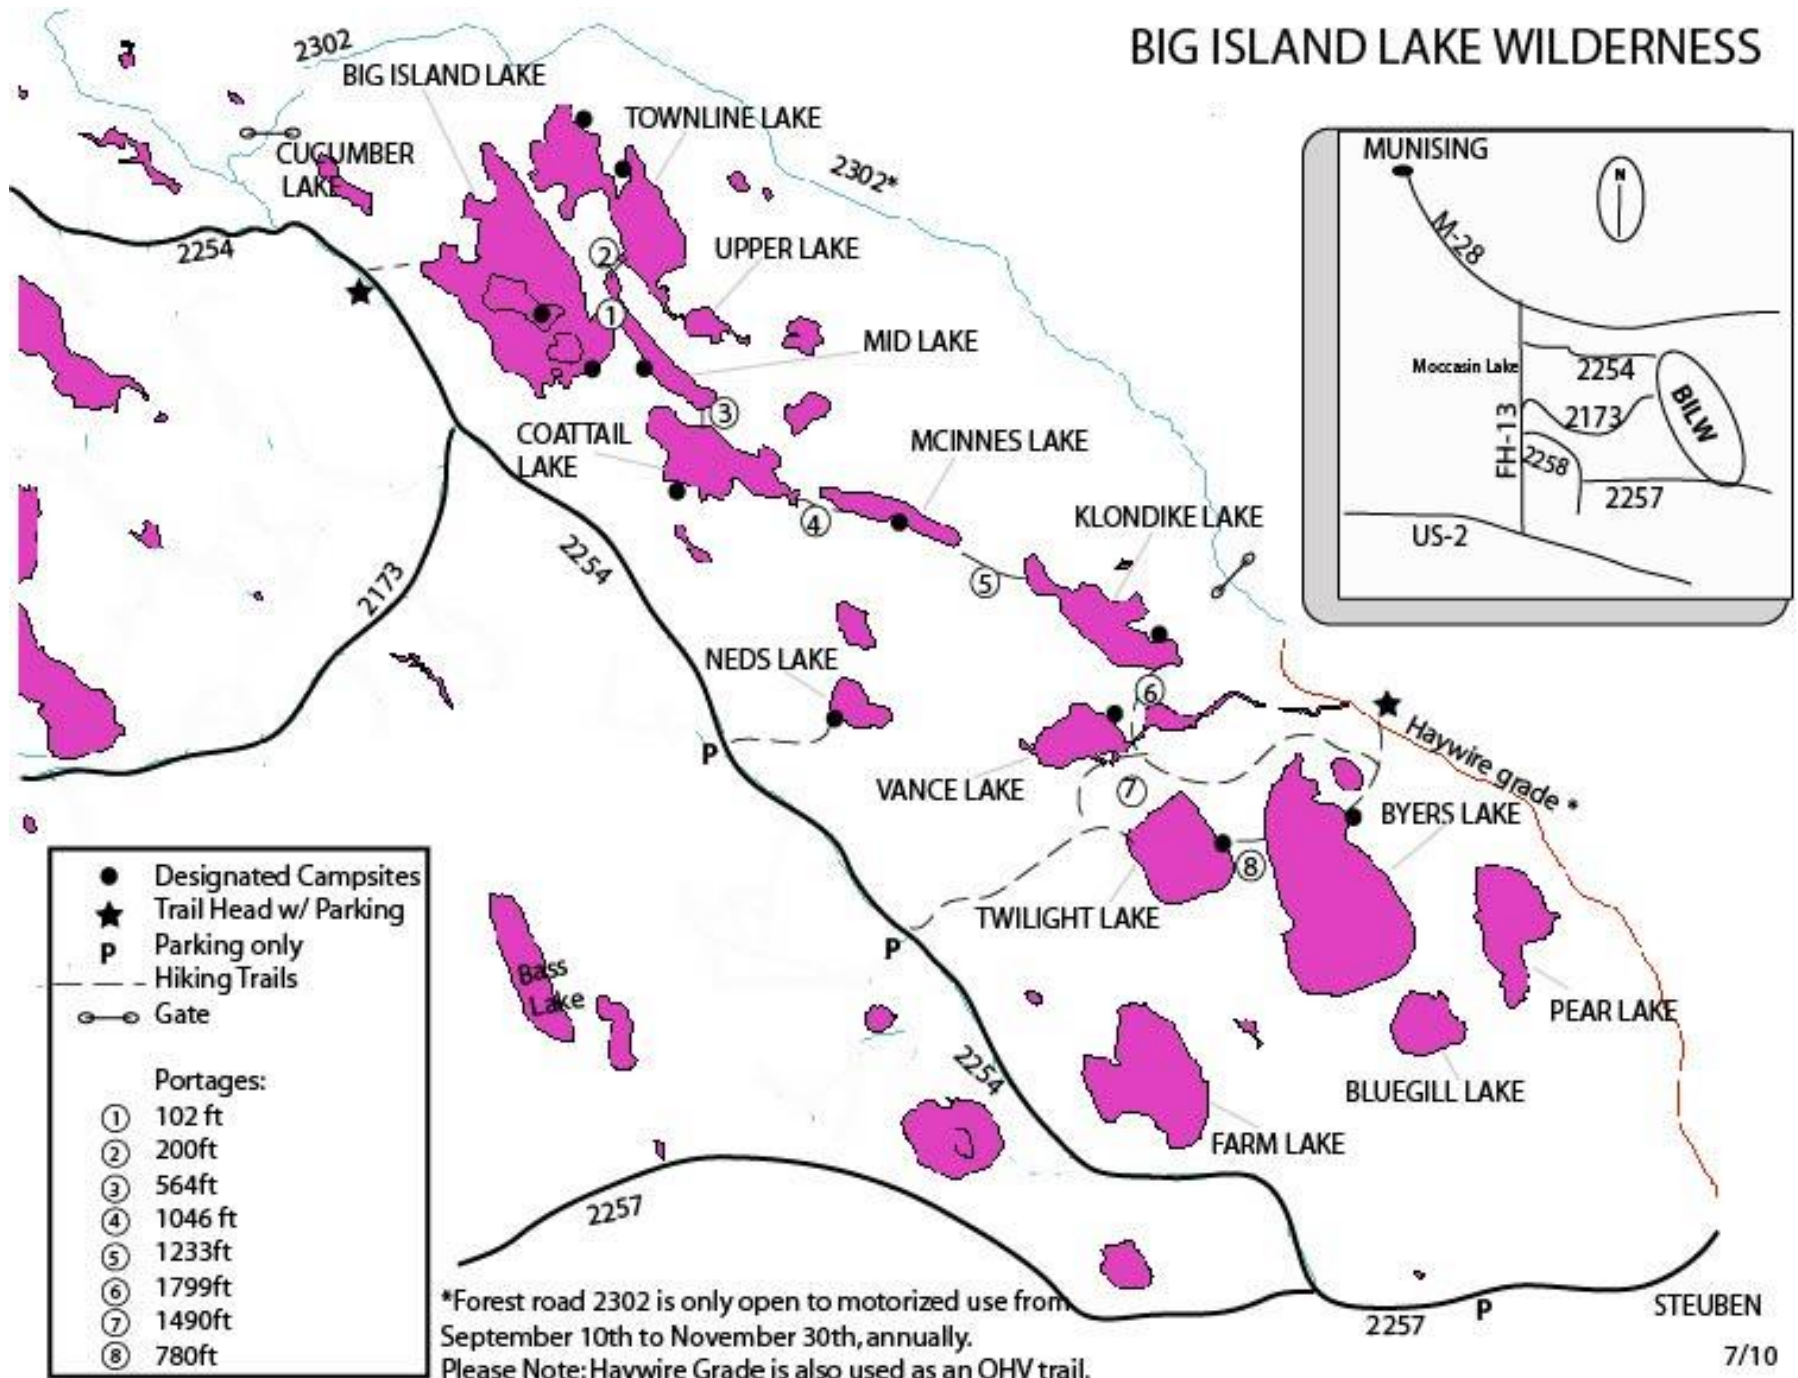 BIG ISLAND LAKE WILDERNESS
2302
BIG ISLAND LAKE
TOWNLINE LAKE
CUCUMBER
LAKE
2302*
2254
2
UPPER LAKE
1
MID LAKE
3
COATTAIL
LAKE
MCINNES LAKE
4
KLONDIKE LAKE
2254
5
2173
NEDS LAKE
6
P
Haywire grade *
VANCE LAKE
7
BYERS LAKE
8
TWILIGHT LAKE
P
Bass
Lake
PEAR LAKE
2254
BLUEGILL LAKE
FARM LAKE
2257
P
2257
STEUBEN
7/10
MUNISING
N
M-28
Moccasin Lake
2254
BILW
2173
FH-13
2258
2257
US-2
Designated Campsites
Trail Head w/ Parking
P Parking only
Hiking Trails
Gate
Portages:
1 102 ft
2 200ft
3 564ft
4 1046 ft
5 1233ft
6 1799ft
7 1490ft
8 780ft
*Forest road 2302 is only open to motorized use from
September 10th to November 30th, annually.
Please Note: Haywire Grade is also used as an OHV trail.